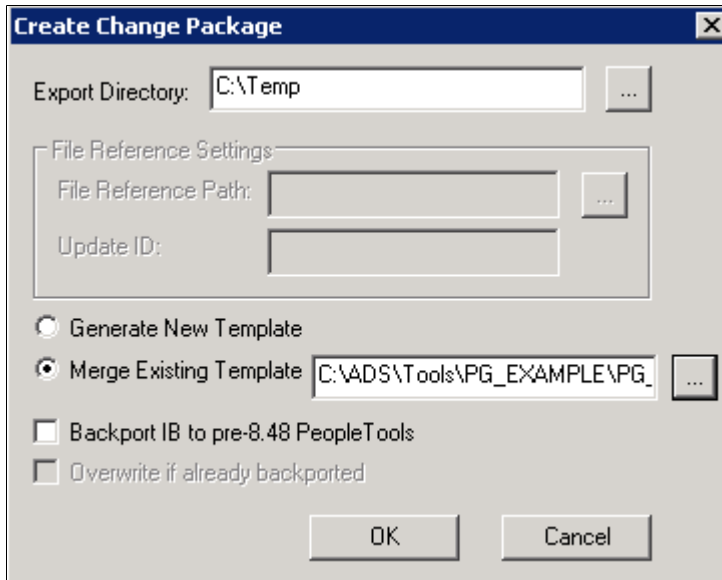 Create Change Package
Export Directory: C:\Temp ...
File Reference Settings
File Reference Path: ...
Update ID:
Generate New Template
Merge Existing Template C:\ADS\Tools\PG_EXAMPLE\PG_ ...
Backport IB to pre-8.48 PeopleTools
Overwrite if already backported
OK Cancel